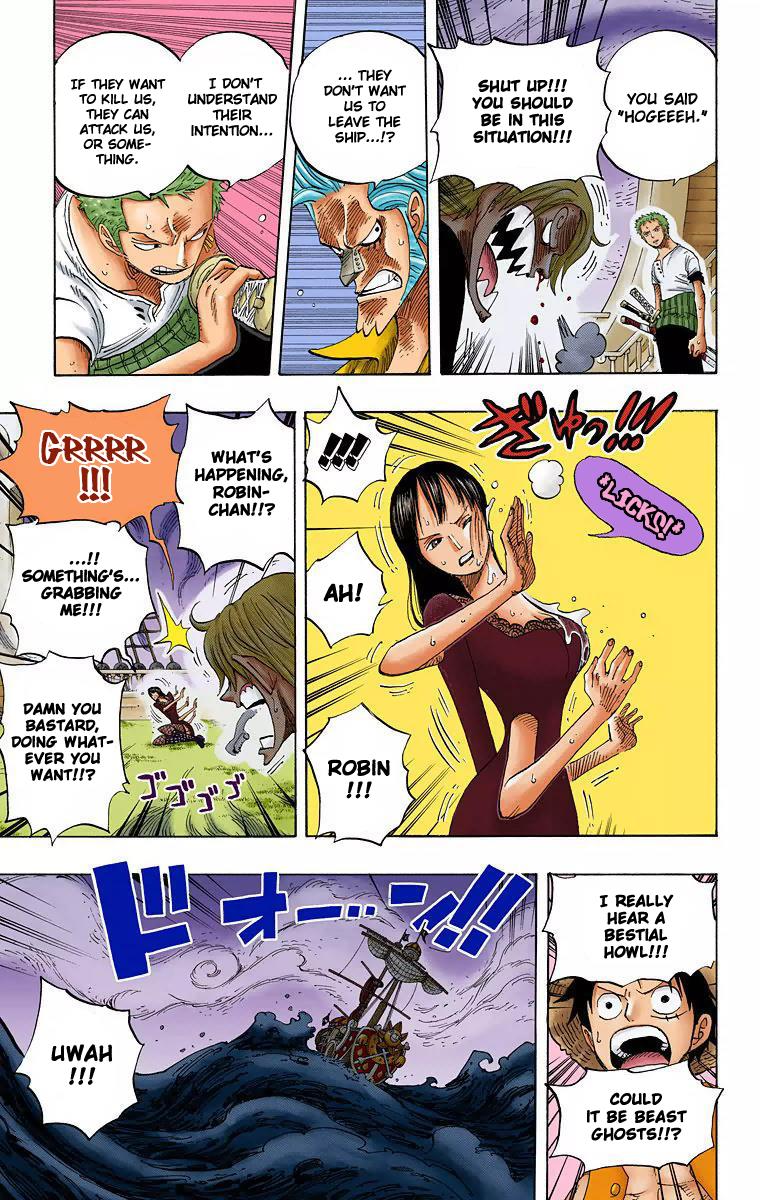 YOU SAID
"HOGEEEH."
SHUT UP!!!
YOU SHOULD
BE IN THIS
SITUATION!!!
... THEY
DON'T WANT
US TO
LEAVE THE
SHIP...!?
I DON'T
UNDERSTAND
THEIR
INTENTION...
IF THEY WANT
TO KILL US,
THEY CAN
ATTACK US,
OR SOME-
THING.
ぎゅっ!!!
*LICKS!*
!!!
AH!
ROBIN
!!!
WHAT'S
HAPPENING,
ROBIN-
CHAN!!?
GRRRR
!!!
...!!
SOMETHING'S...
GRABBING
ME!!!
DAMN YOU
BASTARD,
DOING WHAT-
EVER YOU
WANT!!?
ゴゴゴゴ
I REALLY
HEAR A
BESTIAL
HOWL!!!
COULD
IT BE BEAST
GHOSTS!!?
ドォーン!!
UWAH
!!!